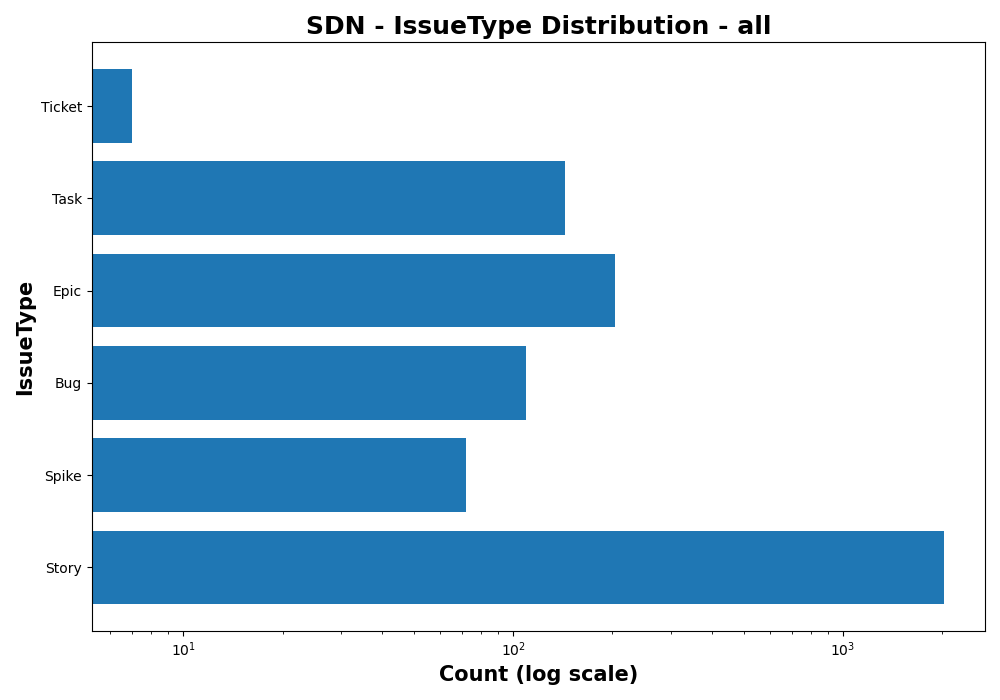 SDN - IssueType Distribution - all
Ticket
Task
Epic
Bug
Spike
Story
IssueType
10¹
10²
10³
Count (log scale)